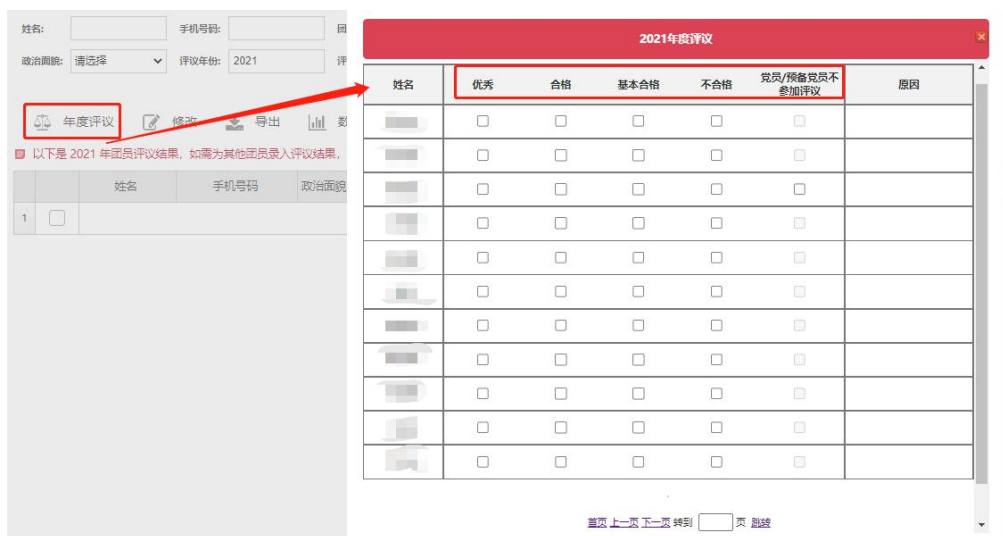 姓名:
手机号码:
团
政治面貌: 请选择
评议年份: 2021
评
年度评议
修改
导出
数
以下是 2021 年团员评议结果，如需为其他团员录入评议结果，
姓名
手机号码
政治面貌
1
2021年度评议
姓名
优秀
合格
基本合格
不合格
党员/预备党员不
参加评议
原因
首页 上一页 下一页 转到 页 跳转